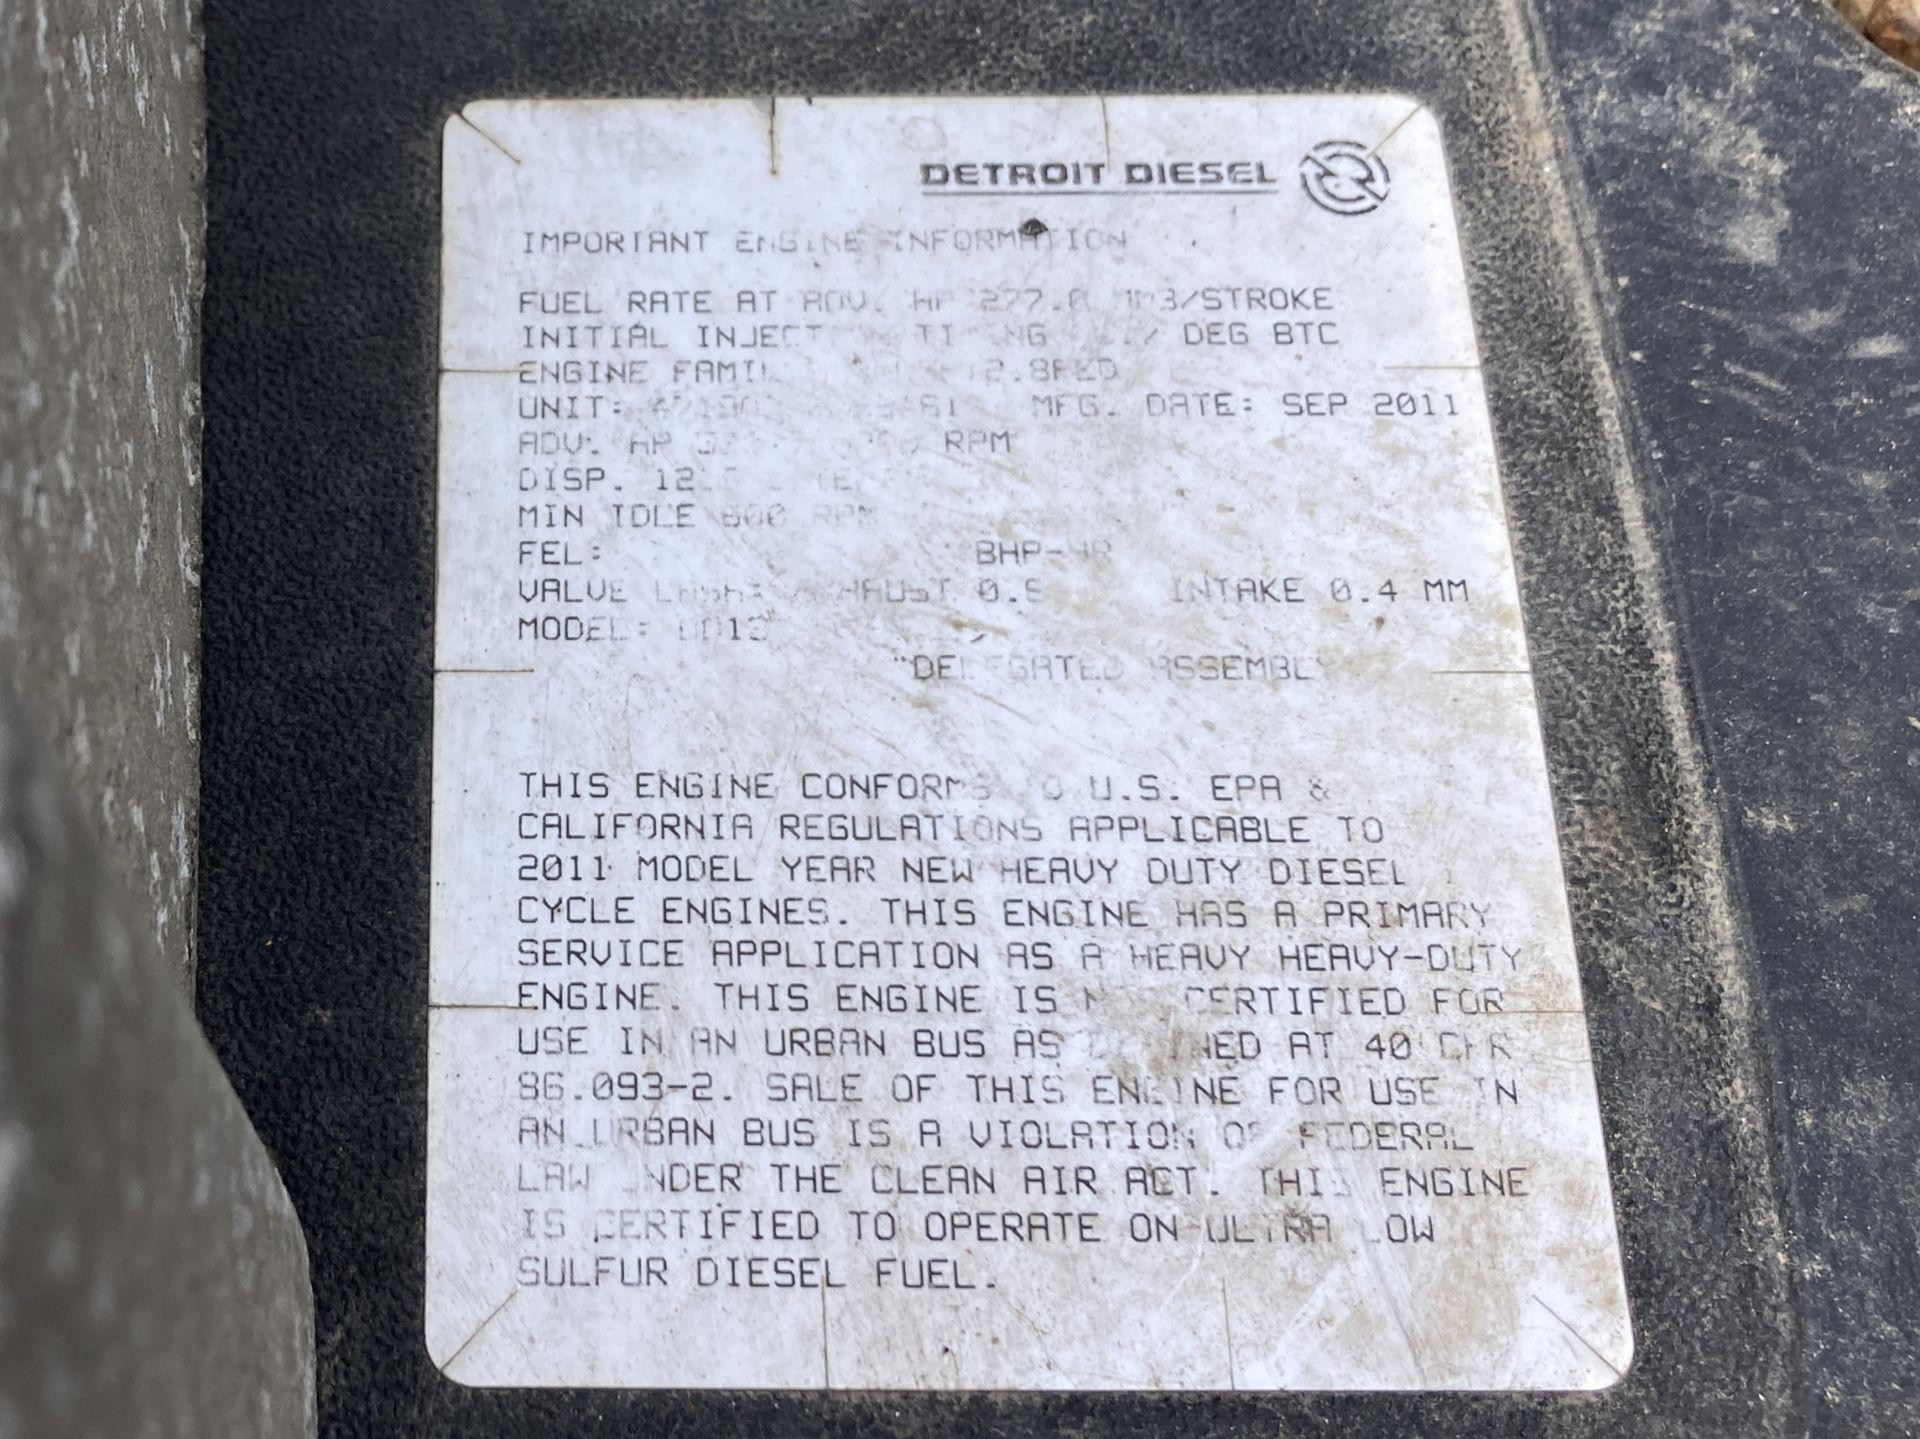 DETROIT DIESEL
IMPORTANT ENGINE INFORMATION
FUEL RATE AT ADV. HP 277.0 MM3/STROKE
INITIAL INJECTION TIMING DEG BTC
ENGINE FAMILY
UNIT: MFG. DATE: SEP 2011
ADV. HP RPM
DISP.
MIN IDLE 600 RPM
FEL: BHP-HR
VALVE LASH: EXHAUST INTAKE 0.4 MM
MODEL:
"DELEGATED ASSEMBLY
THIS ENGINE CONFORMS TO U.S. EPA &
CALIFORNIA REGULATIONS APPLICABLE TO
2011 MODEL YEAR NEW HEAVY DUTY DIESEL
CYCLE ENGINES. THIS ENGINE HAS A PRIMARY
SERVICE APPLICATION AS A HEAVY HEAVY-DUTY
ENGINE. THIS ENGINE IS NOT CERTIFIED FOR
USE IN AN URBAN BUS AS DEFINED AT 40 CFR
86.093-2. SALE OF THIS ENGINE FOR USE IN
AN URBAN BUS IS A VIOLATION OF FEDERAL
LAW UNDER THE CLEAN AIR ACT. THIS ENGINE
IS CERTIFIED TO OPERATE ON ULTRA LOW
SULFUR DIESEL FUEL.